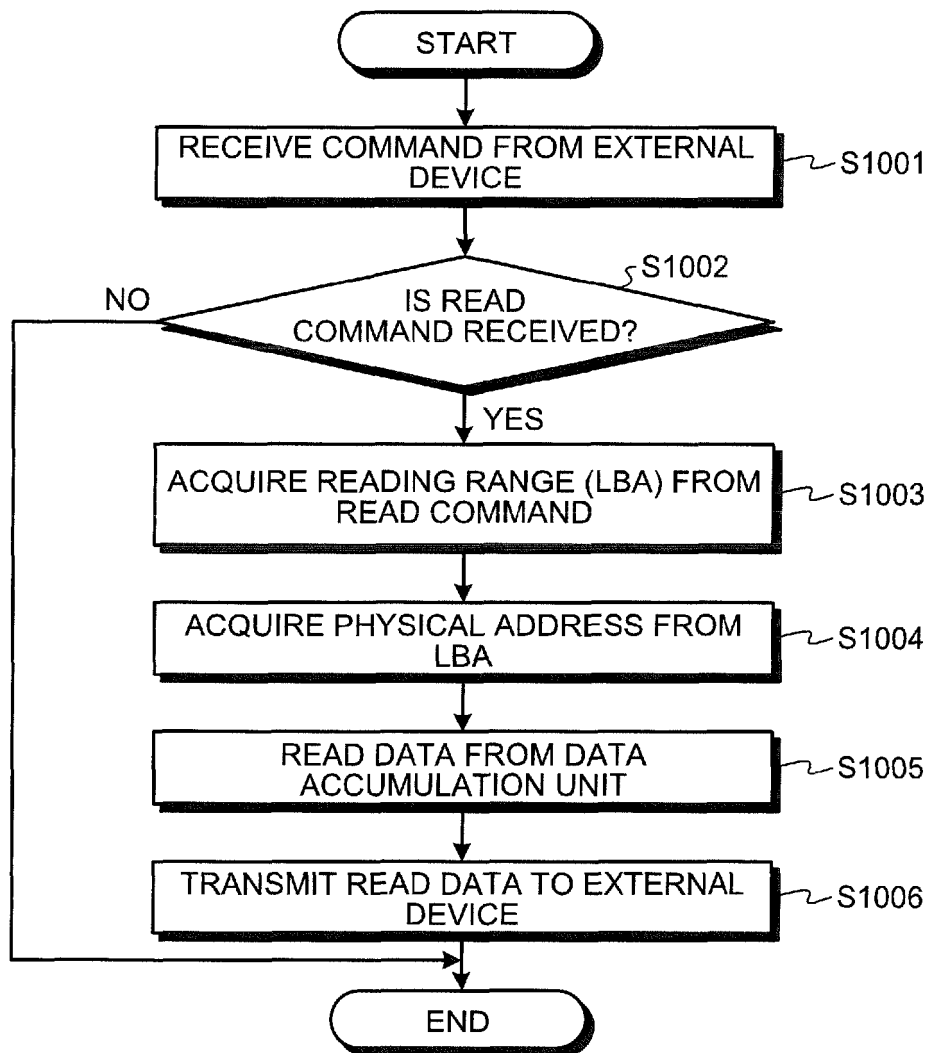 START
RECEIVE COMMAND FROM EXTERNAL
DEVICE
S1001
S1002
NO
IS READ
COMMAND RECEIVED?
YES
ACQUIRE READING RANGE (LBA) FROM
READ COMMAND
S1003
ACQUIRE PHYSICAL ADDRESS FROM
LBA
S1004
READ DATA FROM DATA
ACCUMULATION UNIT
S1005
TRANSMIT READ DATA TO EXTERNAL
DEVICE
S1006
END